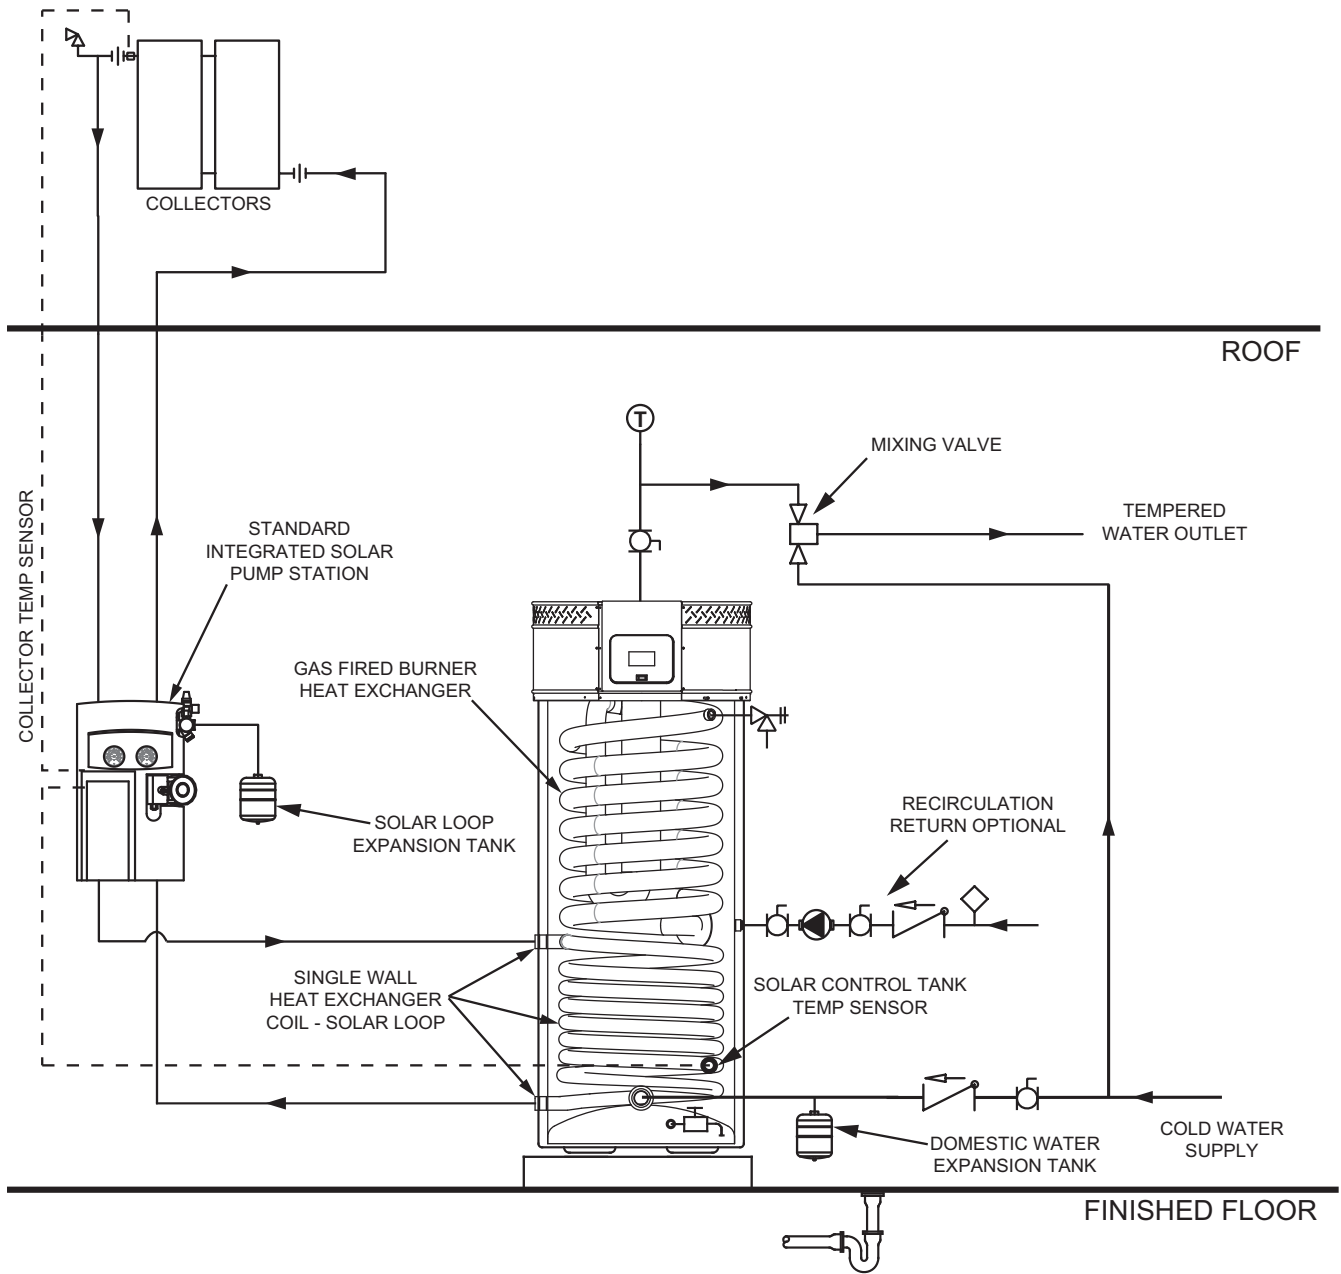 COLLECTORS
ROOF
T
MIXING VALVE
TEMPERED
WATER OUTLET
COLLECTOR TEMP SENSOR
STANDARD
INTEGRATED SOLAR
PUMP STATION
GAS FIRED BURNER
HEAT EXCHANGER
SOLAR LOOP
EXPANSION TANK
RECIRCULATION
RETURN OPTIONAL
SINGLE WALL
HEAT EXCHANGER
COIL - SOLAR LOOP
SOLAR CONTROL TANK
TEMP SENSOR
COLD WATER
SUPPLY
DOMESTIC WATER
EXPANSION TANK
FINISHED FLOOR